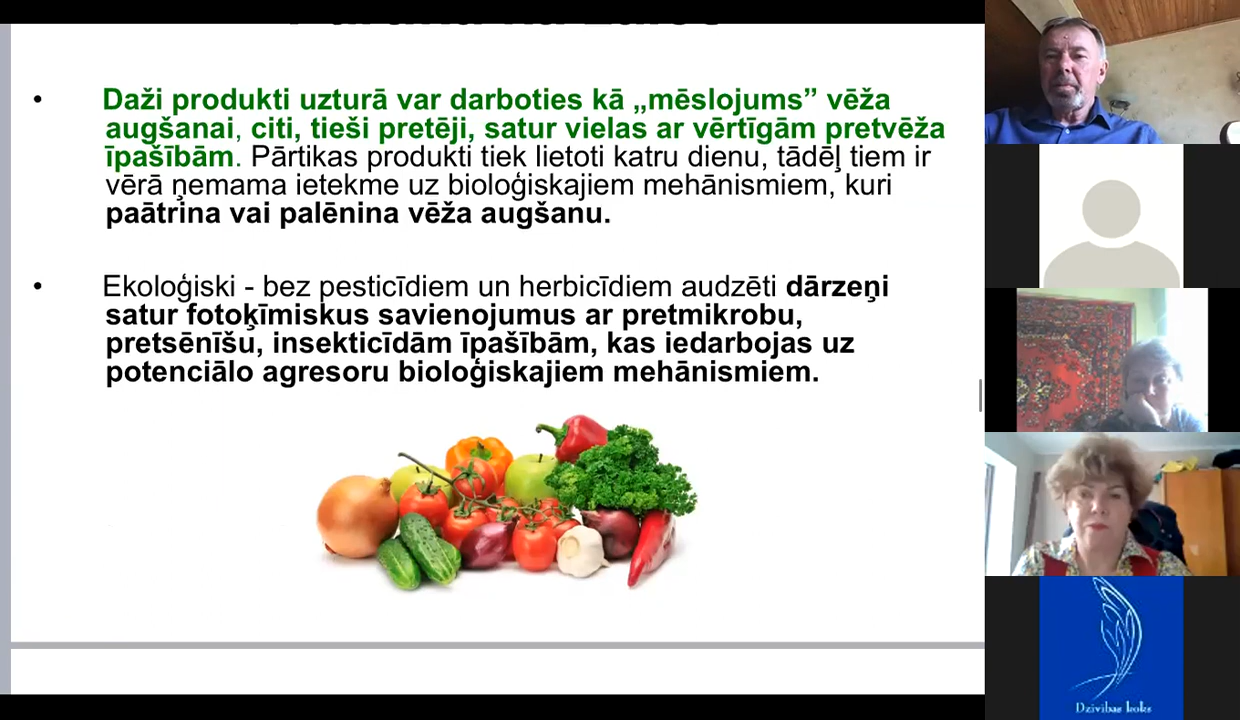 • Daži produkti uzturā var darboties kā „mēslojums” vēža
augšanai, citi, tieši pretēji, satur vielas ar vērtīgām pretvēža
īpašībām. Pārtikas produkti tiek lietoti katru dienu, tādēļ tiem ir
vērā ņemama ietekme uz bioloģiskajiem mehānismiem, kuri
paātrina vai palēnina vēža augšanu.
• Ekoloģiski - bez pesticīdiem un herbicīdiem audzēti dārzeņi
satur fotoķīmiskus savienojumus ar pretmikrobu,
pretsēnīšu, insekticīdām īpašībām, kas iedarbojas uz
potenciālo agresoru bioloģiskajiem mehānismiem.
Dzīvības koks